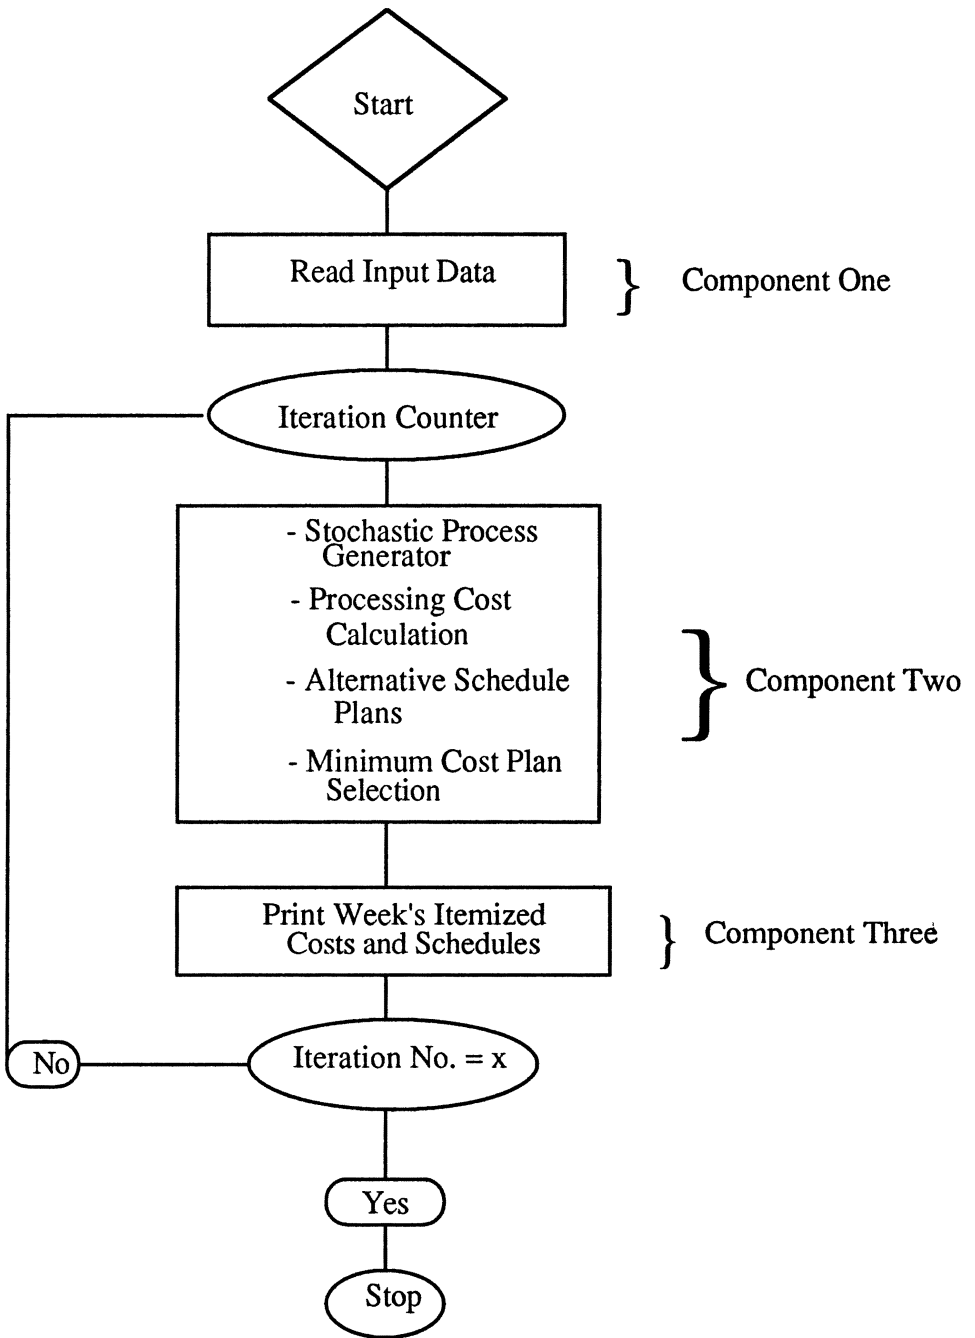 Start
Read Input Data
} Component One
Iteration Counter
- Stochastic Process
Generator
- Processing Cost
Calculation
- Alternative Schedule
Plans
- Minimum Cost Plan
Selection
} Component Two
Print Week's Itemized
Costs and Schedules
} Component Three
Iteration No. = x
No
Yes
Stop